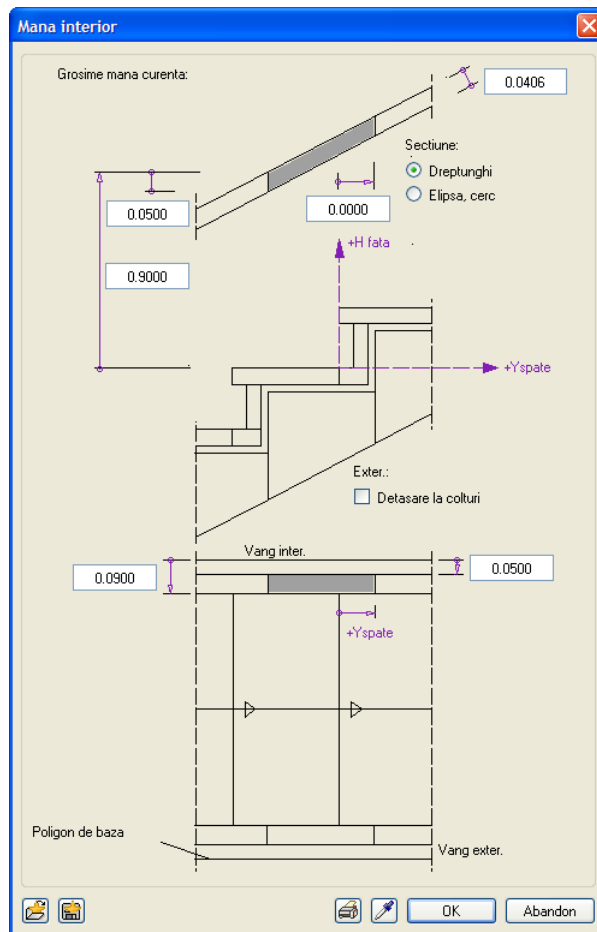 Mana interior
Grosime mana curenta:
0.0406
Sectiune:
Dreptunghi
Elipsa, cerc
0.0500
0.0000
+H fata
0.9000
+Yspate
Exter.:
Detasare la colturi
Vang inter.
0.0900
0.0500
+Yspate
Poligon de baza
Vang exter.
OK
Abandon